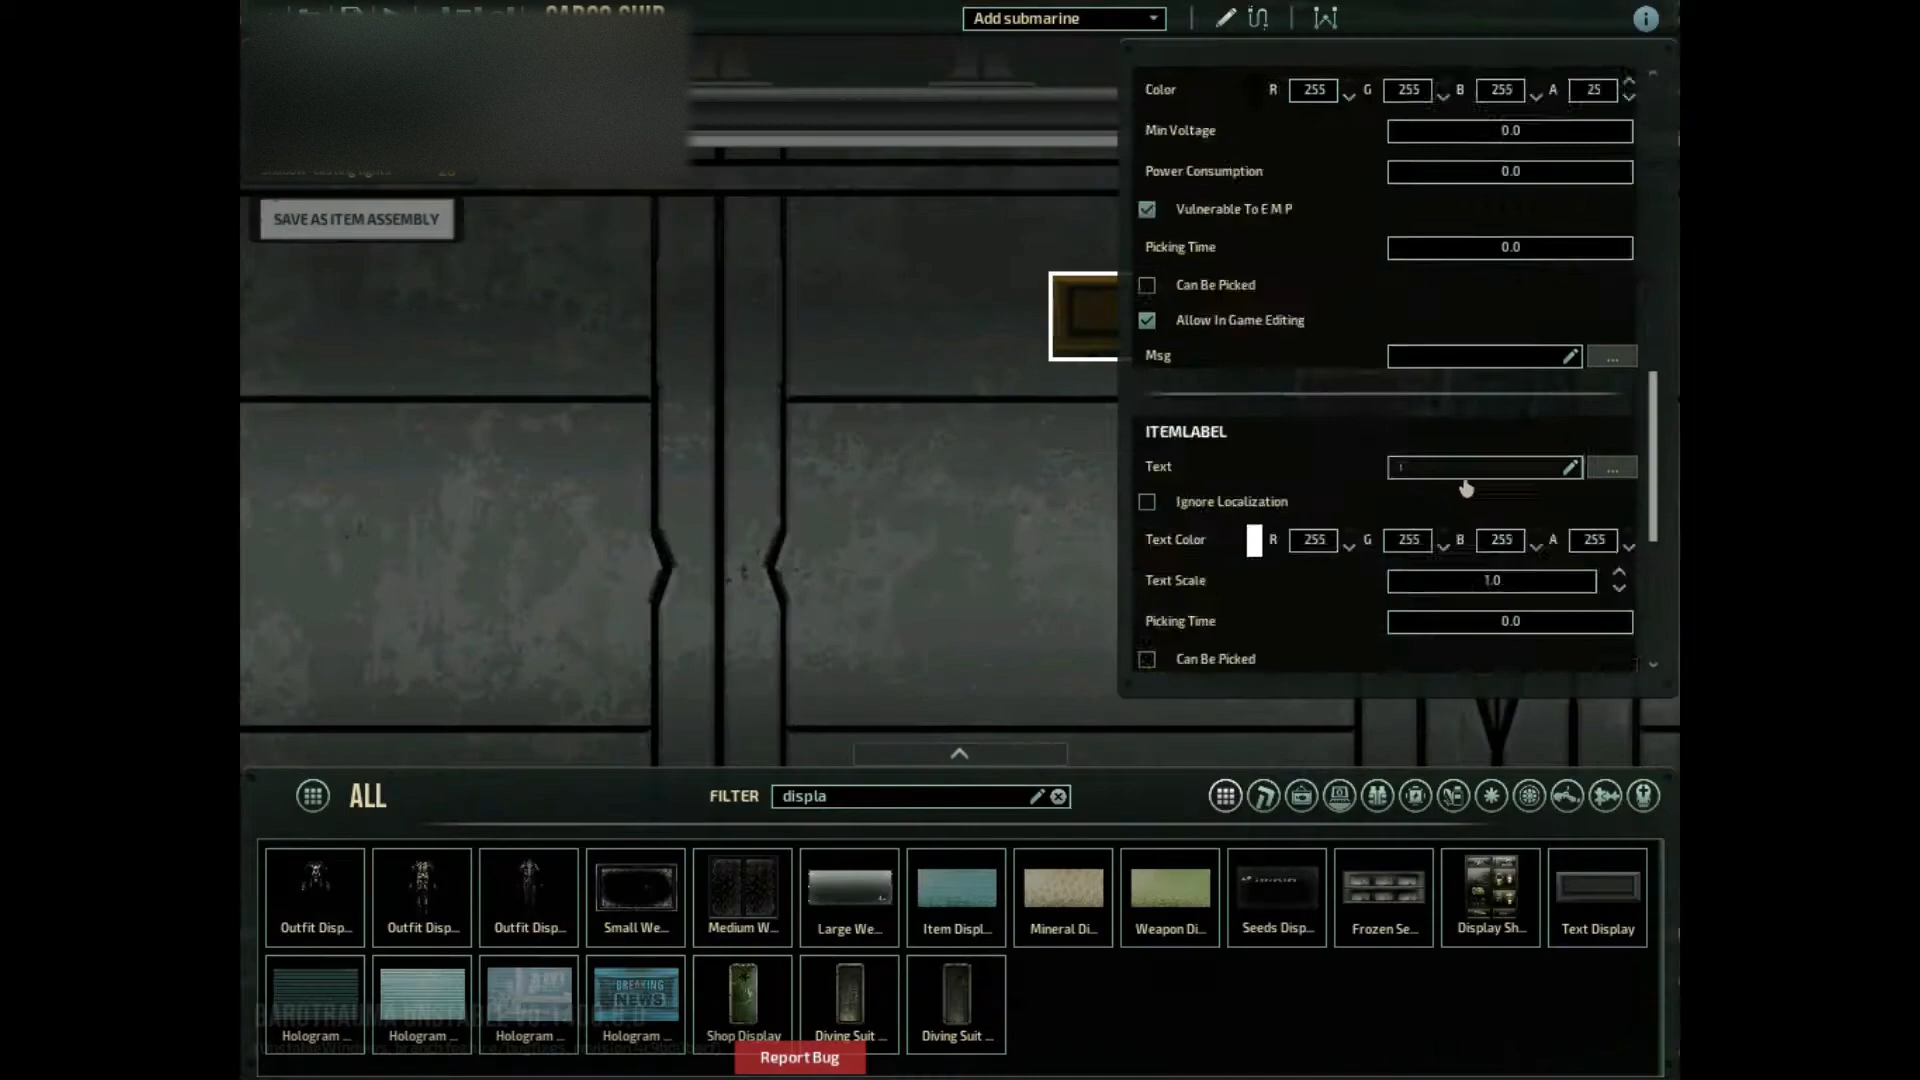 Add submarine
Color R 255 G 255 B 255 A 25
Min Voltage 0.0
Power Consumption 0.0
Vulnerable To E M P
SAVE AS ITEM ASSEMBLY
Picking Time 0.0
Can Be Picked
Allow In Game Editing
Msg ...
ITEMLABEL
Text ...
Ignore Localization
Text Color R 255 G 255 B 255 A 255
Text Scale 1.0
Picking Time 0.0
Can Be Picked
ALL FILTER displa
Outfit Disp... Outfit Disp... Outfit Disp... Small We... Medium W... Large We... Item Displ... Mineral Di... Weapon Di... Seeds Disp... Frozen Se... Display Sh... Text Display
BREAKING
NEWS
BAROTRAUMA UNSTABLE
Hologram ... Hologram ... Hologram ... Hologram ... Shop Display Diving Suit ... Diving Suit ...
Report Bug